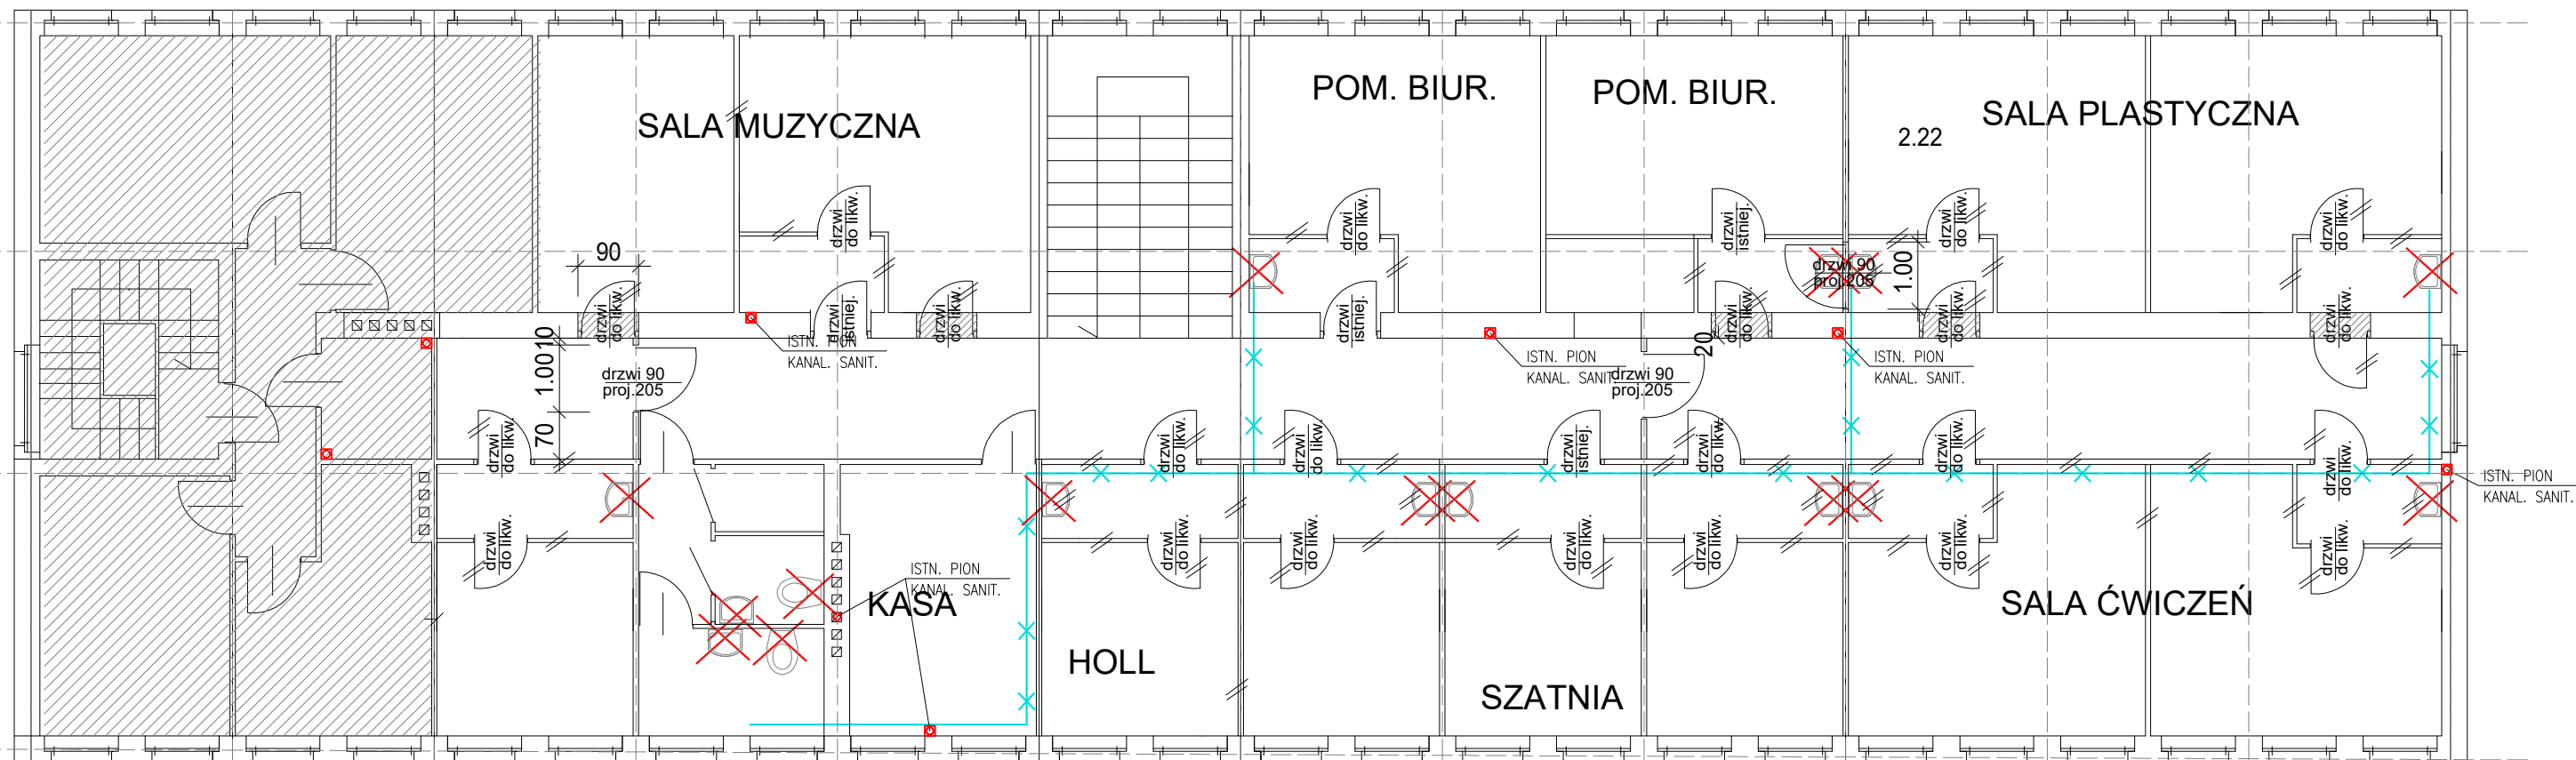 POM. BIUR.
POM. BIUR.
SALA PLASTYCZNA
SALA MUZYCZNA
2.22
drzwi
do likw.
drzwi
do likw.
drzwi
istniej.
drzwi
do likw.
drzwi
do likw.
90
drzwi 90
proj.205
1.00
drzwi
do likw.
drzwi
istniej.
drzwi
do likw.
drzwi
istniej.
drzwi
do likw.
drzwi
do likw.
drzwi
do likw.
10
1.00
70
20
ISTN. PION
KANAL. SANIT.
ISTN. PION
KANAL. SANIT.
ISTN. PION
KANAL. SANIT.
drzwi 90
proj.205
drzwi 90
proj.205
drzwi
do likw.
drzwi
do likw.
drzwi
do likw.
drzwi
istniej.
drzwi
do likw.
drzwi
do likw.
drzwi
do likw.
ISTN. PION
KANAL. SANIT.
drzwi
do likw.
drzwi
do likw.
drzwi
do likw.
drzwi
do likw.
drzwi
do likw.
drzwi
do likw.
drzwi
do likw.
ISTN. PION
KANAL. SANIT.
KASA
SALA ĆWICZEŃ
HOLL
SZATNIA